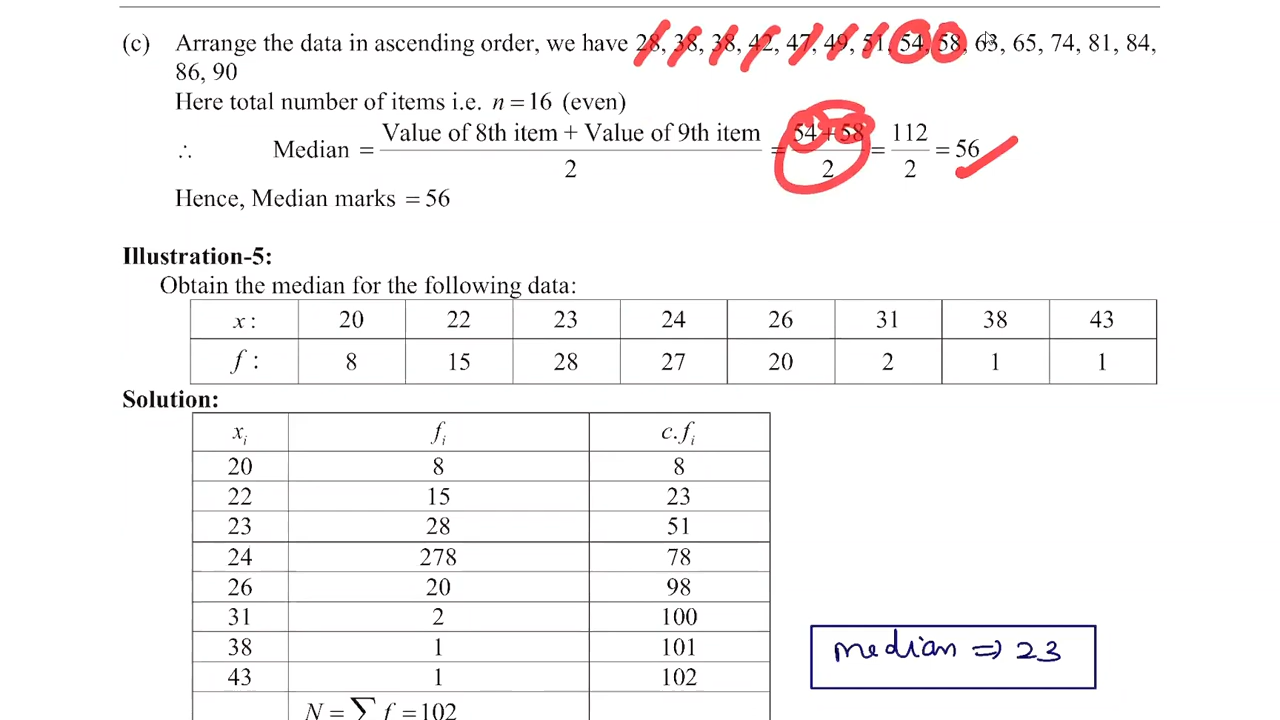 (c) Arrange the data in ascending order, we have 28, 38, 38, 42, 47, 49, 51, 54, 58, 63, 65, 74, 81, 84,
86, 90
Here total number of items i.e. n = 16 (even)
∴ Median = (Value of 8th item + Value of 9th item)/2 = (54+58)/2 = 112/2 = 56
Hence, Median marks = 56
Illustration-5:
Obtain the median for the following data:
x: 20 22 23 24 26 31 38 43
f: 8 15 28 27 20 2 1 1
Solution:
xᵢ fᵢ c.fᵢ
20 8 8
22 15 23
23 28 51
24 278 78
26 20 98
31 2 100
38 1 101
43 1 102
N = ∑ f = 102
median ⇒ 23